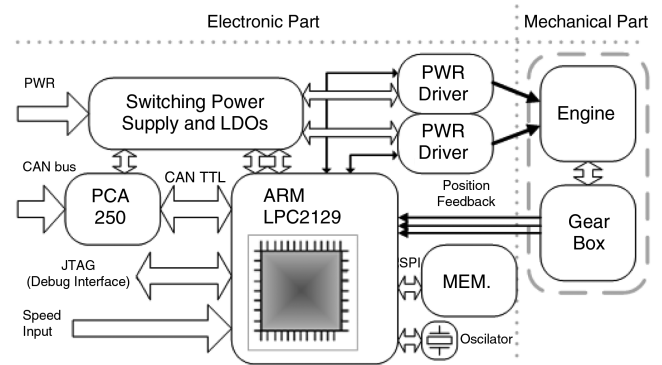 Electronic Part
Mechanical Part
PWR
Switching Power
Supply and LDOs
PWR
Driver
PWR
Driver
Engine
CAN bus
PCA
250
CAN TTL
ARM
LPC2129
Position
Feedback
Gear
Box
JTAG
(Debug Interface)
SPI
MEM.
Speed
Input
Oscilator